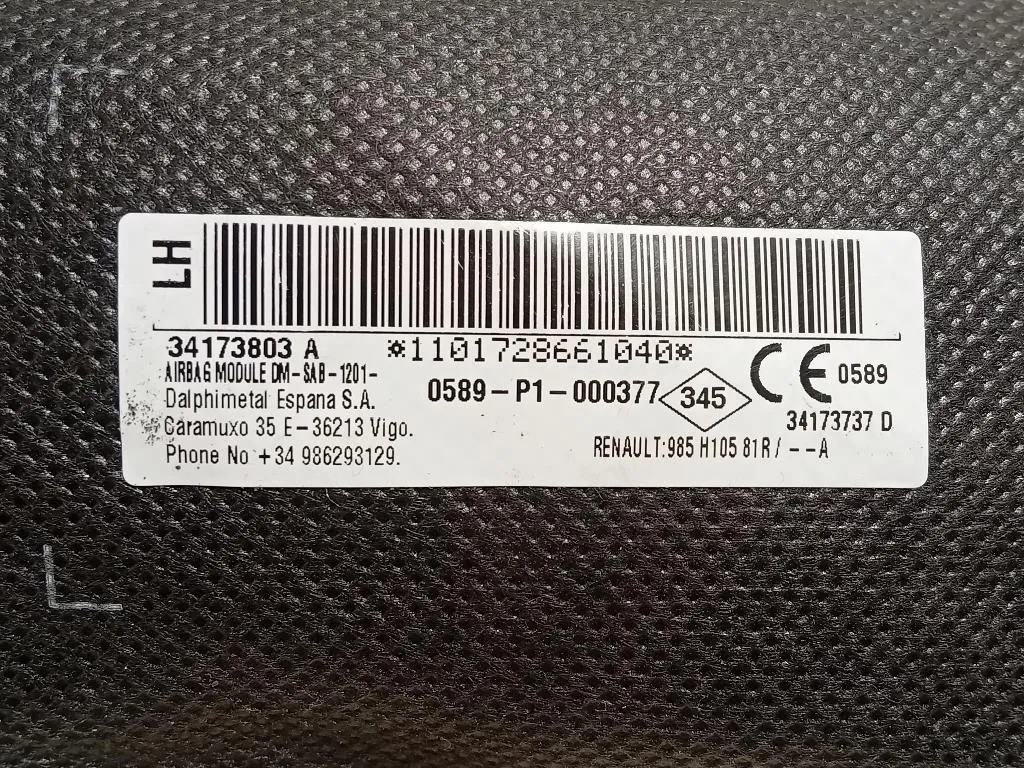 LH
34173803 A
*1101728661040*
AIRBAG MODULE DM-SAB-1201-
Dalphimetal Espana S.A.
Caramuxo 35 E-36213 Vigo.
Phone No +34 986293129.
0589-P1-000377
345
CE 0589
34173737 D
RENAULT:985 H105 81R/ ---A